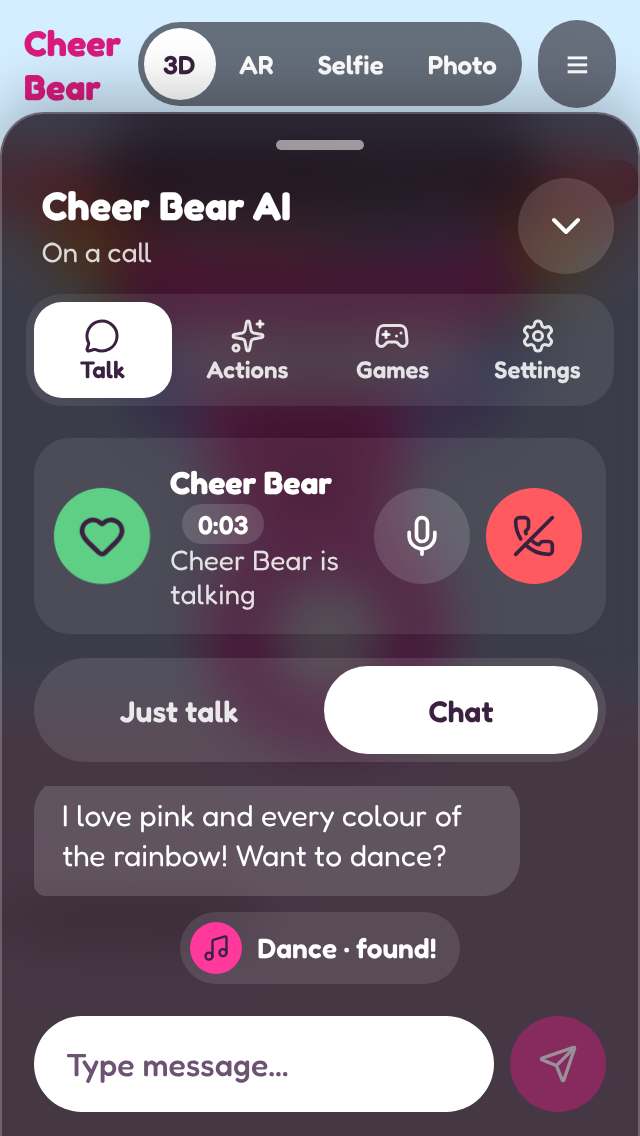 Cheer
Bear
3D
AR
Selfie
Photo
Cheer Bear AI
On a call
Talk
Actions
Games
Settings
Cheer Bear
0:03
Cheer Bear is
talking
Just talk
Chat
I love pink and every colour of
the rainbow! Want to dance?
Dance · found!
Type message...